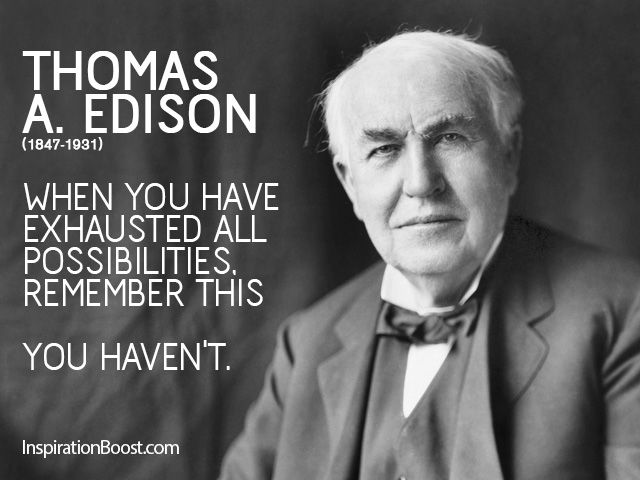 THOMAS
A. EDISON
(1847-1931)
WHEN YOU HAVE
EXHAUSTED ALL
POSSIBILITIES,
REMEMBER THIS
YOU HAVEN'T.
InspirationBoost.com